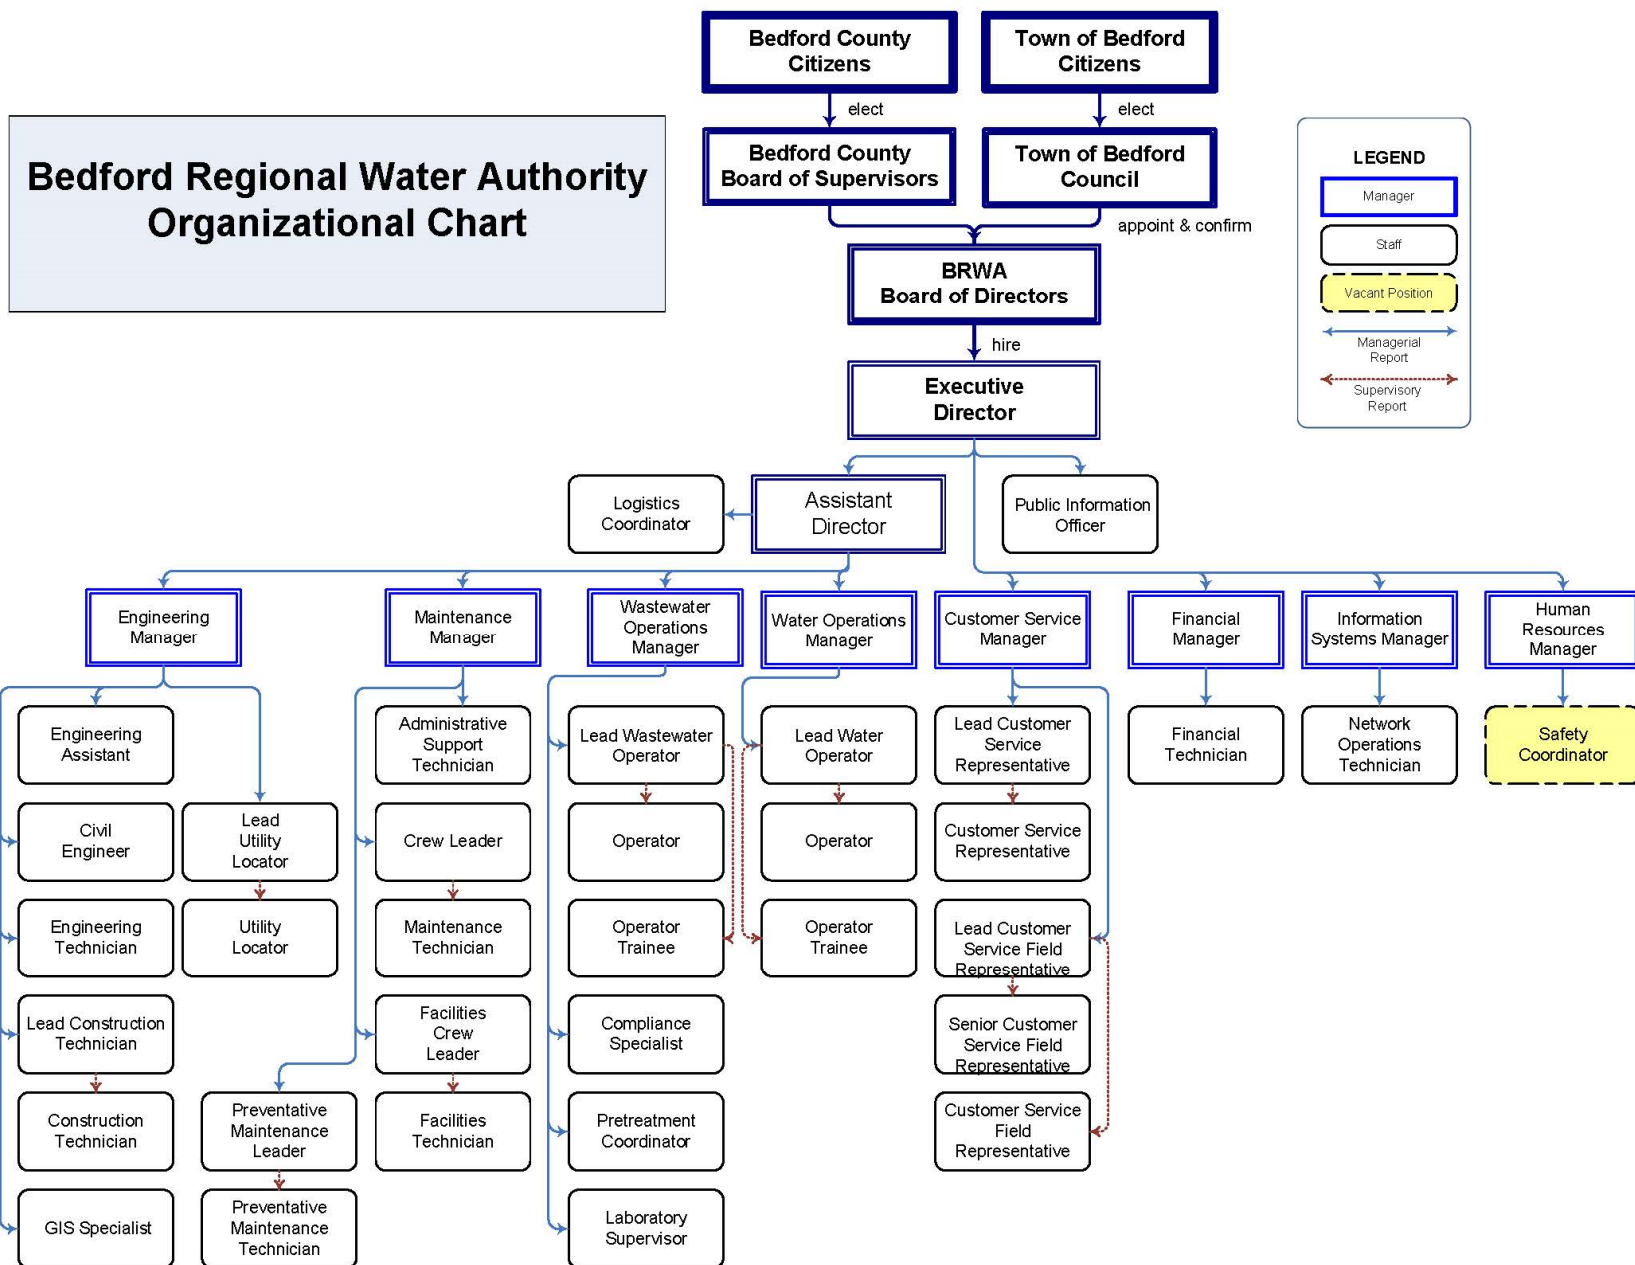 Bedford County
Citizens
Town of Bedford
Citizens
elect
elect
Bedford Regional Water Authority
Organizational Chart
Bedford County
Board of Supervisors
Town of Bedford
Council
appoint & confirm
LEGEND
Manager
Staff
Vacant Position
Managerial
Report
Supervisory
Report
BRWA
Board of Directors
hire
Executive
Director
Logistics
Coordinator
Assistant
Director
Public Information
Officer
Engineering
Manager
Maintenance
Manager
Wastewater
Operations
Manager
Water Operations
Manager
Customer Service
Manager
Financial
Manager
Information
Systems Manager
Human
Resources
Manager
Engineering
Assistant
Administrative
Support
Technician
Lead Wastewater
Operator
Lead Water
Operator
Lead Customer
Service
Representative
Financial
Technician
Network
Operations
Technician
Safety
Coordinator
Civil
Engineer
Lead
Utility
Locator
Crew Leader
Operator
Operator
Customer Service
Representative
Engineering
Technician
Utility
Locator
Maintenance
Technician
Operator
Trainee
Operator
Trainee
Lead Customer
Service Field
Representative
Lead Construction
Technician
Facilities
Crew
Leader
Compliance
Specialist
Senior Customer
Service Field
Representative
Construction
Technician
Preventative
Maintenance
Leader
Facilities
Technician
Pretreatment
Coordinator
Customer Service
Field
Representative
GIS Specialist
Preventative
Maintenance
Technician
Laboratory
Supervisor